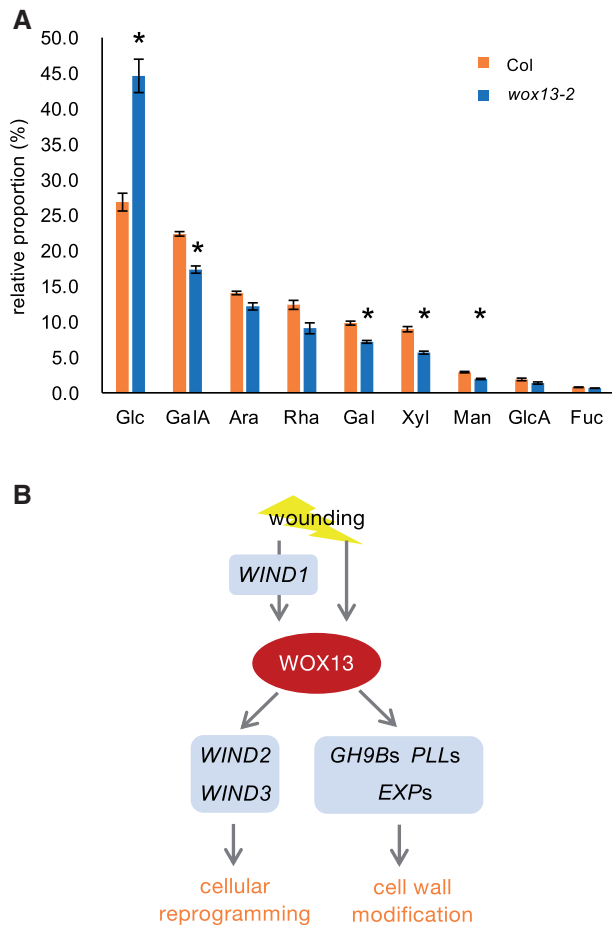 A
50.0
45.0
40.0
35.0
30.0
25.0
20.0
15.0
10.0
5.0
0.0
relative proportion (%)
*
*
*
*
*
Col
wox13-2
Glc GalA Ara Rha Gal Xyl Man GlcA Fuc
B
wounding
WIND1
WOX13
WIND2
WIND3
GH9Bs PLLs
EXPs
cellular
reprogramming
cell wall
modification